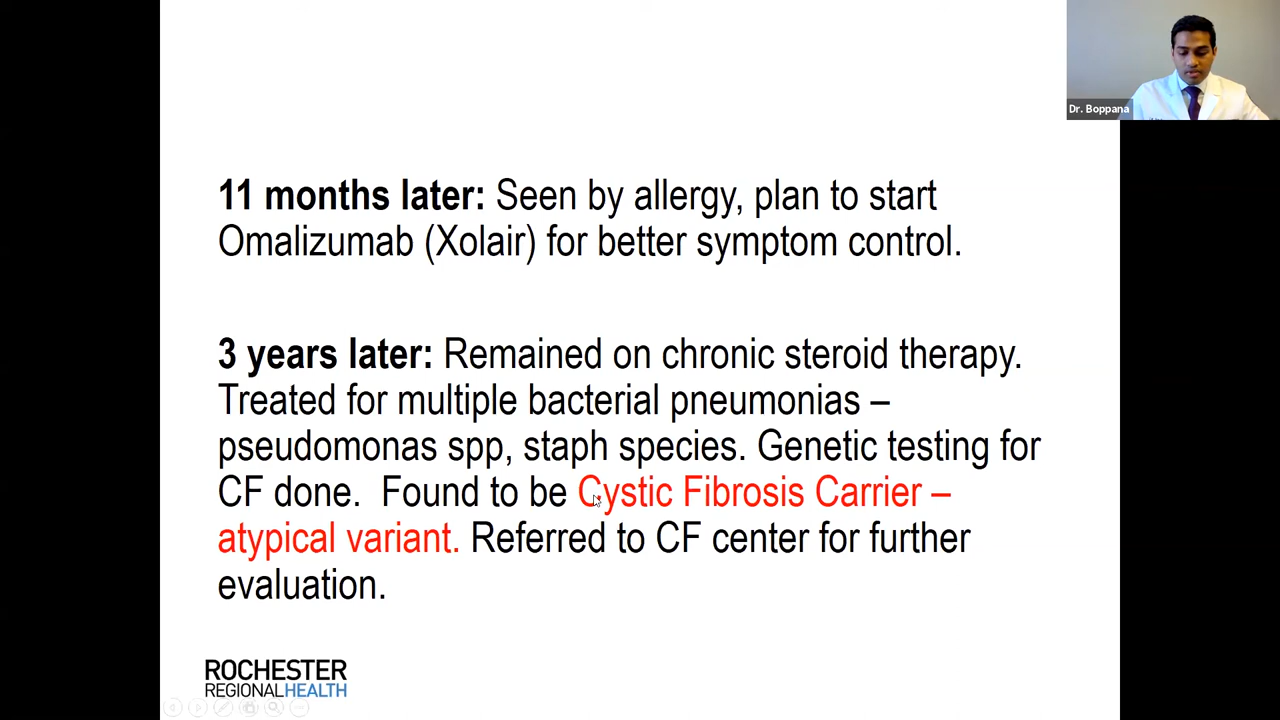 Dr. Boppana
11 months later: Seen by allergy, plan to start
Omalizumab (Xolair) for better symptom control.
3 years later: Remained on chronic steroid therapy.
Treated for multiple bacterial pneumonias –
pseudomonas spp, staph species. Genetic testing for
CF done.  Found to be Cystic Fibrosis Carrier –
atypical variant. Referred to CF center for further
evaluation.
ROCHESTER
REGIONALHEALTH